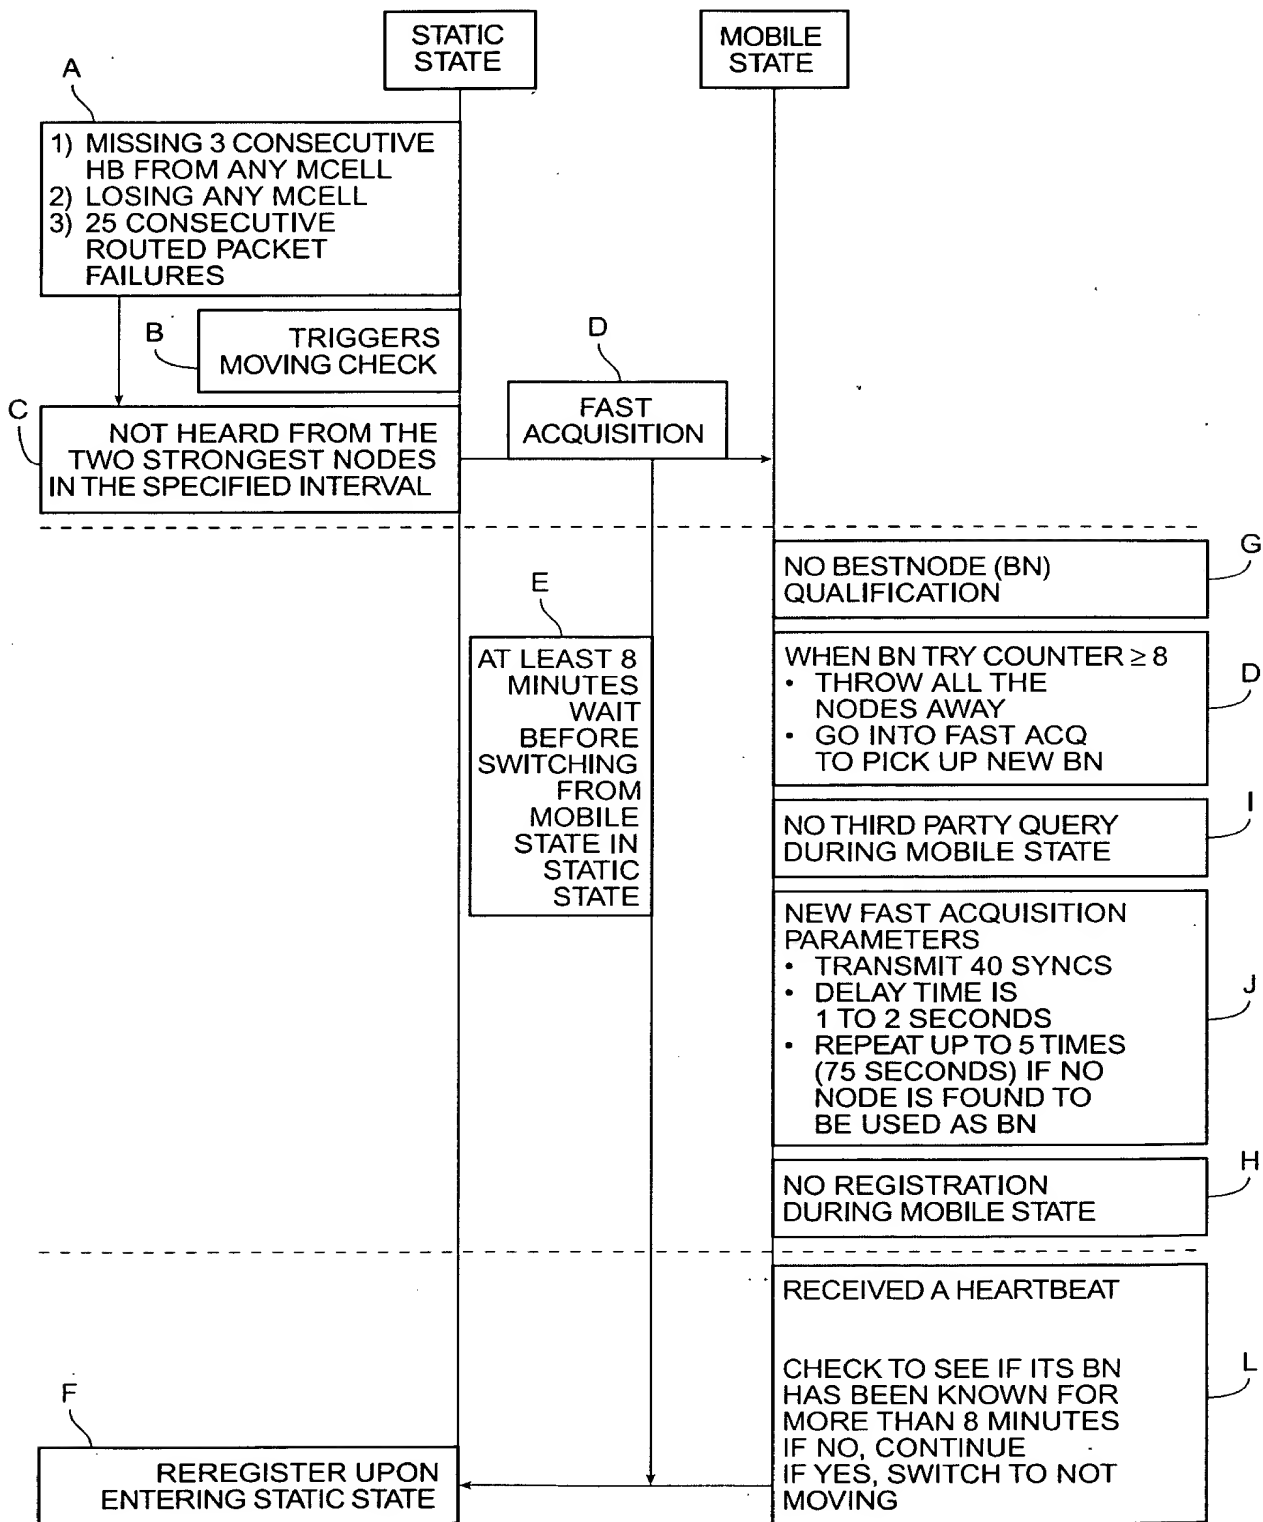 STATIC
STATE
MOBILE
STATE
A
1) MISSING 3 CONSECUTIVE
HB FROM ANY MCELL
2) LOSING ANY MCELL
3) 25 CONSECUTIVE
ROUTED PACKET
FAILURES
B
TRIGGERS
MOVING CHECK
C
NOT HEARD FROM THE
TWO STRONGEST NODES
IN THE SPECIFIED INTERVAL
D
FAST
ACQUISITION
G
NO BESTNODE (BN)
QUALIFICATION
E
AT LEAST 8
MINUTES
WAIT
BEFORE
SWITCHING
FROM
MOBILE
STATE IN
STATIC
STATE
WHEN BN TRY COUNTER ≥ 8
• THROW ALL THE
NODES AWAY
• GO INTO FAST ACQ
TO PICK UP NEW BN
D
NO THIRD PARTY QUERY
DURING MOBILE STATE
I
NEW FAST ACQUISITION
PARAMETERS
• TRANSMIT 40 SYNCS
• DELAY TIME IS
1 TO 2 SECONDS
• REPEAT UP TO 5 TIMES
(75 SECONDS) IF NO
NODE IS FOUND TO
BE USED AS BN
J
NO REGISTRATION
DURING MOBILE STATE
H
RECEIVED A HEARTBEAT
CHECK TO SEE IF ITS BN
HAS BEEN KNOWN FOR
MORE THAN 8 MINUTES
IF NO, CONTINUE
IF YES, SWITCH TO NOT
MOVING
L
F
REREGISTER UPON
ENTERING STATIC STATE